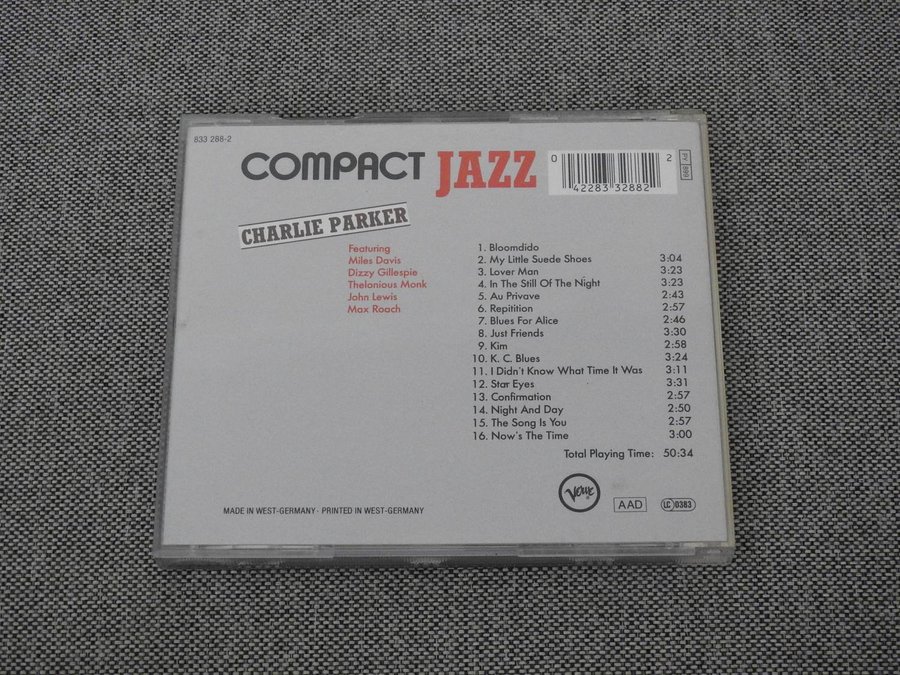 833 288-2
COMPACT JAZZ
0 42283 32882 2
PY 899
CHARLIE PARKER
Featuring
Miles Davis
Dizzy Gillespie
Thelanious Monk
John Lewis
Max Roach
1. Bloomdido
2. My Little Suede Shoes 3:04
3. Lover Man 3:23
4. In The Still Of The Night 3:23
5. Au Privave 2:43
6. Repitition 2:57
7. Blues For Alice 2:46
8. Just Friends 3:30
9. Kim 2:58
10. K. C. Blues 3:24
11. I Didn't Know What Time It Was 3:11
12. Star Eyes 3:31
13. Confirmation 2:57
14. Night And Day 2:50
15. The Song Is You 2:57
16. Now's The Time 3:00
Total Playing Time: 50:34
Verve
AAD
LC 0383
MADE IN WEST-GERMANY · PRINTED IN WEST-GERMANY